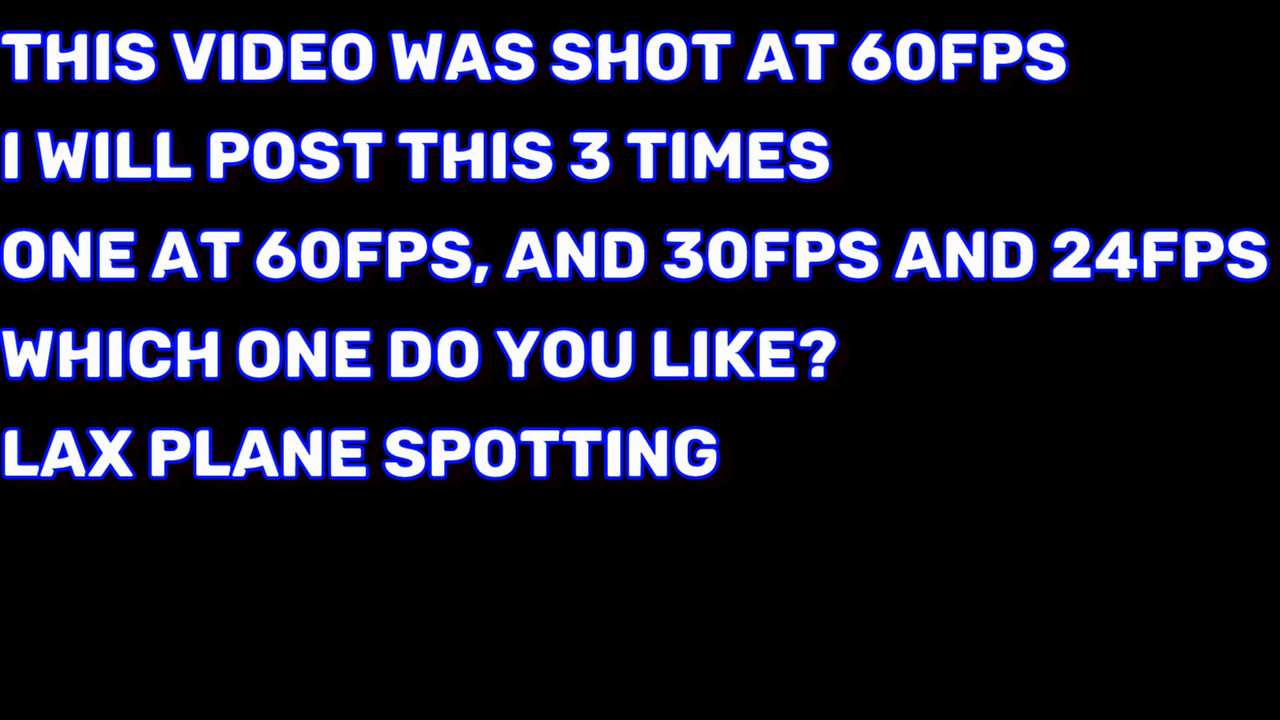 THIS VIDEO WAS SHOT AT 60FPS
I WILL POST THIS 3 TIMES
ONE AT 60FPS, AND 30FPS AND 24FPS
WHICH ONE DO YOU LIKE?
LAX PLANE SPOTTING